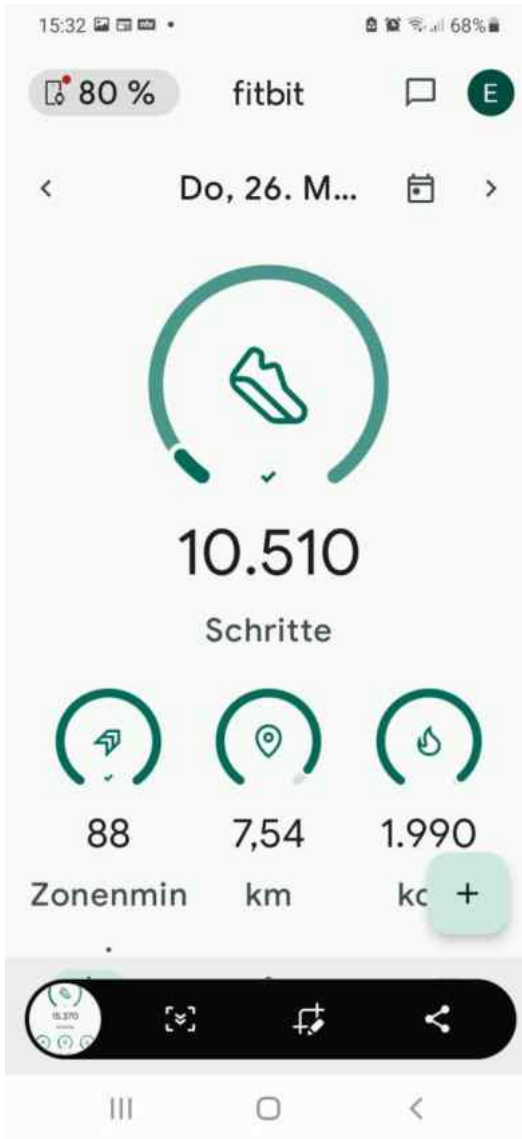 15:32 68%
80 % fitbit E
Do, 26. M...
10.510
Schritte
88 7,54 1.990
Zonenmin km kc +
.
15.370